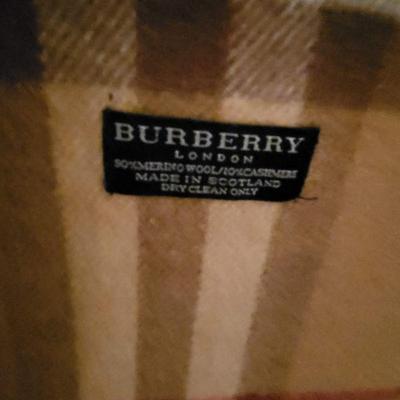 BURBERRY
LONDON
90% MERINO WOOL/10% CASHMERE
MADE IN SCOTLAND
DRY CLEAN ONLY